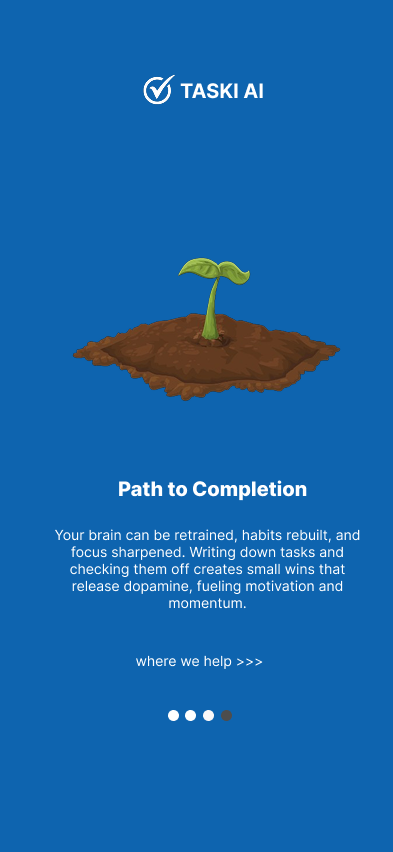 TASKI AI
Path to Completion
Your brain can be retrained, habits rebuilt, and
focus sharpened. Writing down tasks and
checking them off creates small wins that
release dopamine, fueling motivation and
momentum.
where we help >>>